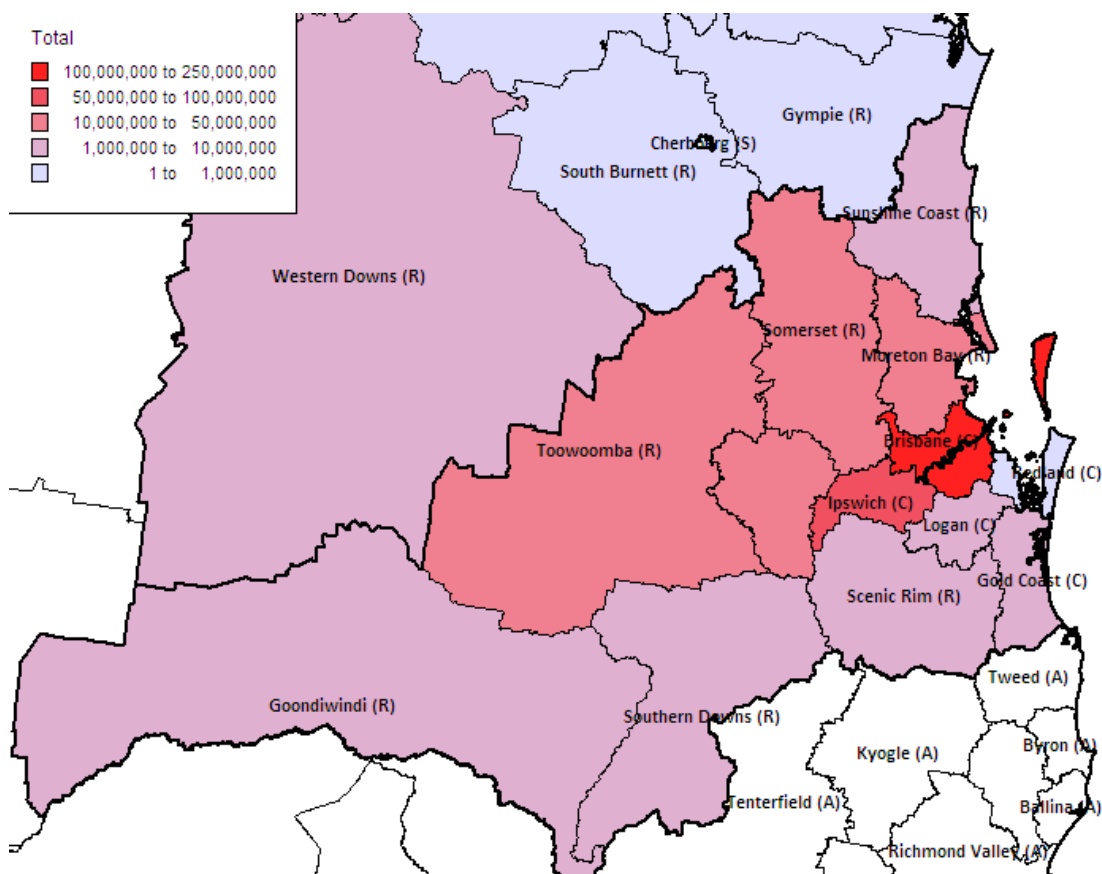 Total
100,000,000 to 250,000,000
50,000,000 to 100,000,000
10,000,000 to 50,000,000
1,000,000 to 10,000,000
1 to 1,000,000
Gympie (R)
Cherbourg (S)
South Burnett (R)
Sunshine Coast (R)
Western Downs (R)
Somerset (R)
Moreton Bay (R)
Brisbane (C)
Toowoomba (R)
Redland (C)
Ipswich (C)
Logan (C)
Gold Coast (C)
Scenic Rim (R)
Tweed (A)
Goondiwindi (R)
Southern Downs (R)
Byron (A)
Kyogle (A)
Tenterfield (A)
Ballina (A)
Richmond Valley (A)